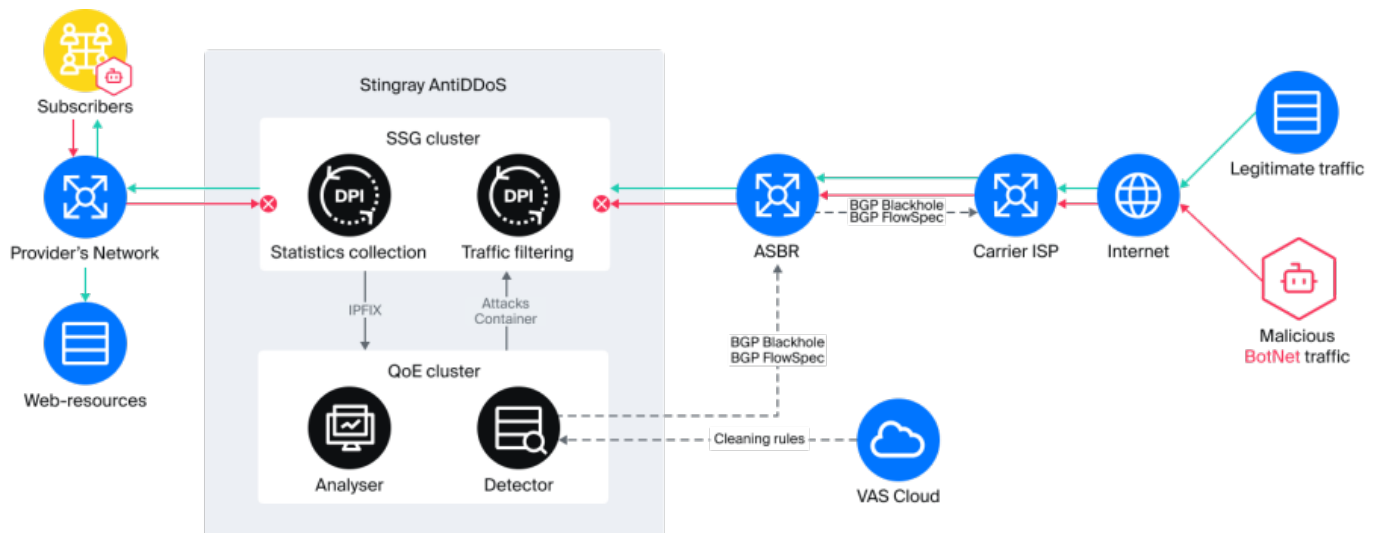 Subscribers
Provider's Network
Web-resources
Stingray AntiDDoS
SSG cluster
DPI
DPI
Statistics collection
Traffic filtering
IPFIX
Attacks
Container
QoE cluster
Analyser
Detector
ASBR
BGP Blackhole
BGP FlowSpec
Carrier ISP
Internet
Legitimate traffic
Malicious
BotNet traffic
BGP Blackhole
BGP FlowSpec
Cleaning rules
VAS Cloud